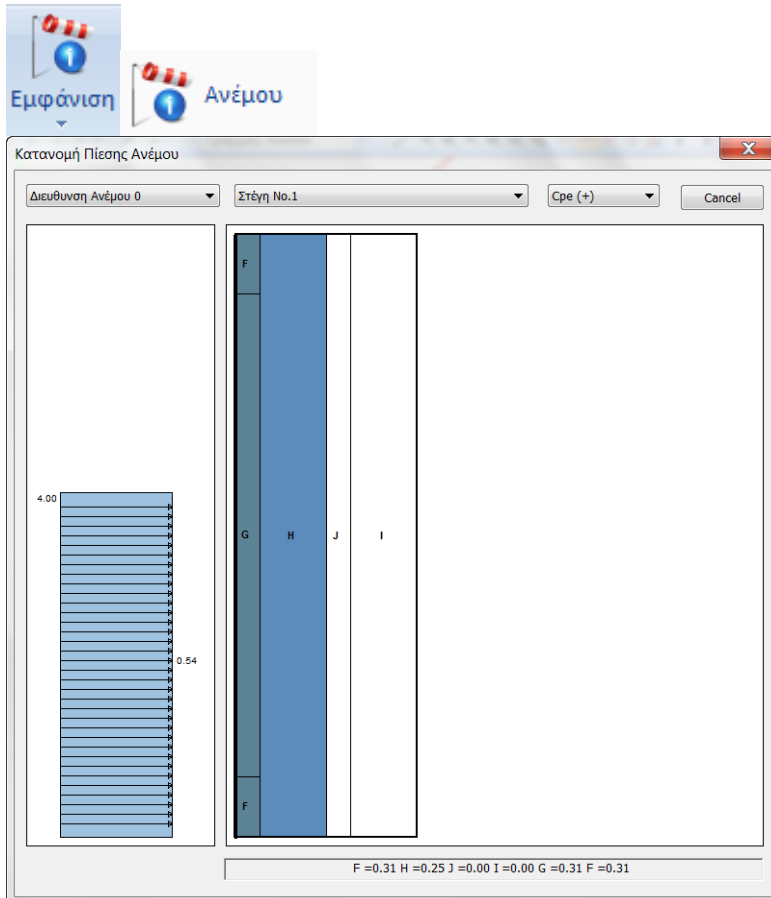 Εμφάνιση
Ανέμου
Κατανομή Πίεσης Ανέμου
X
Διευθυνση Ανέμου 0
Στέγη No.1
Cpe (+)
Cancel
F
4.00
G H J I
0.54
F
F =0.31 H =0.25 J =0.00 I =0.00 G =0.31 F =0.31